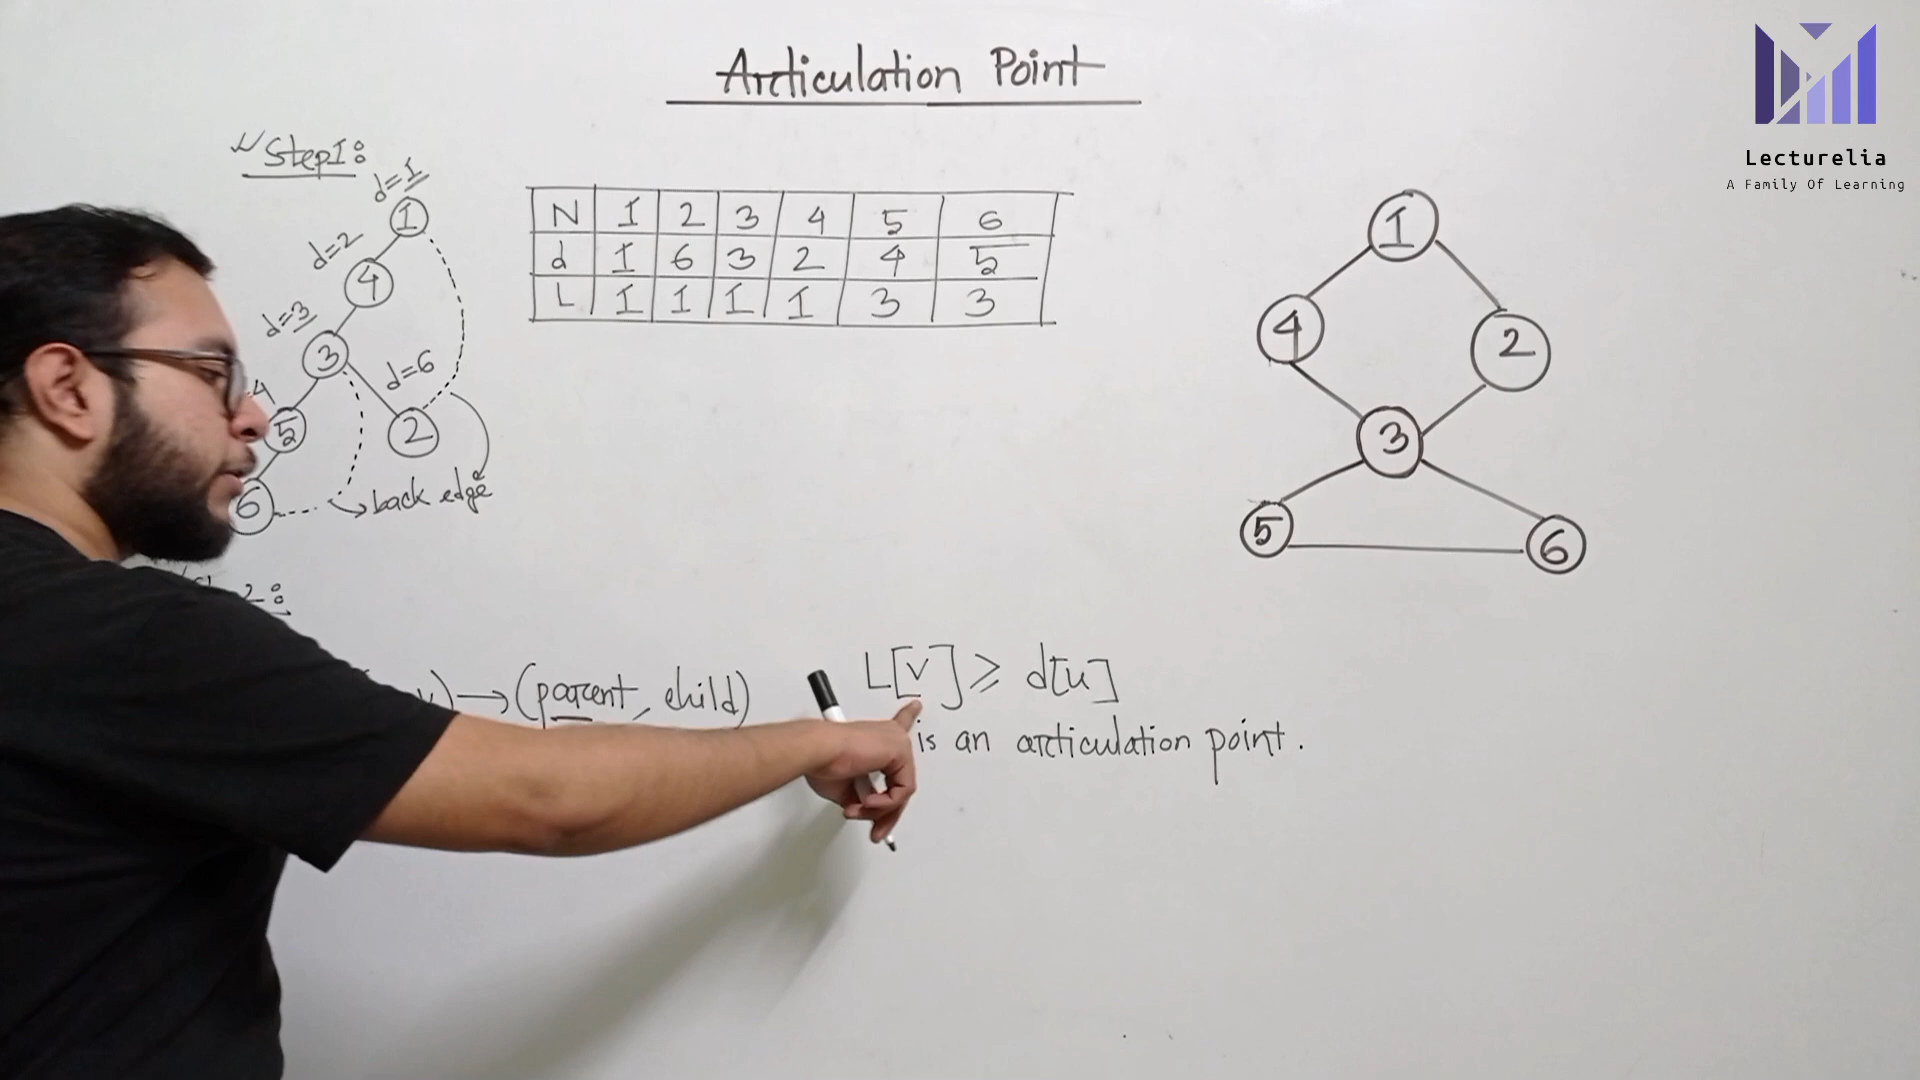 Articulation Point
Lecturelia
A Family Of Learning
Step1:
d=1
1
d=2
4
d=3
3
d=6
4
5
2
6
back edge
N 1 2 3 4 5 6
d 1 6 3 2 4 5
L 1 1 1 1 3 3
1
4
2
3
5
6
2:
→ (parent, child)
L[v] ≥ d[u]
is an articulation point.